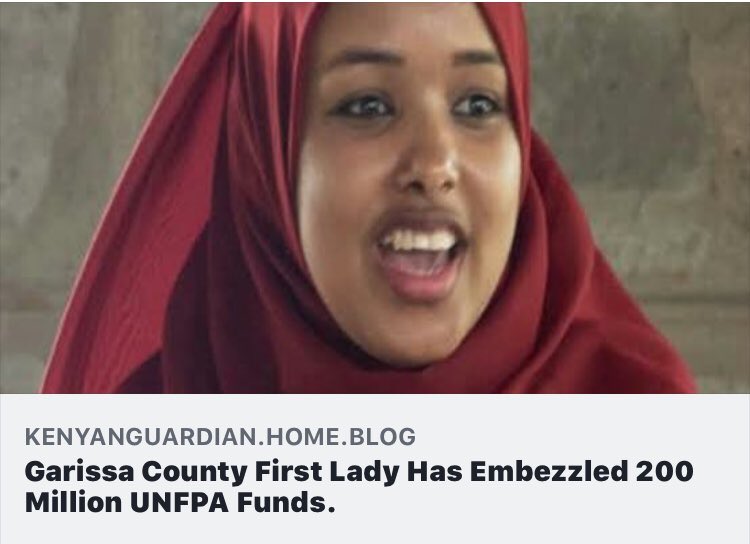 KENYANGUARDIAN.HOME.BLOG
Garissa County First Lady Has Embezzled 200
Million UNFPA Funds.